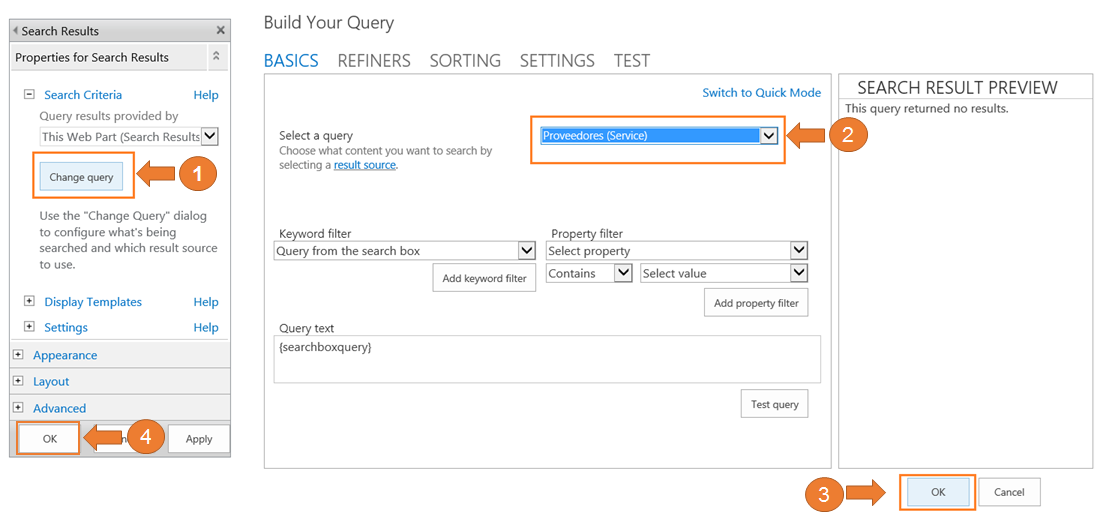 Search Results
Properties for Search Results
Search Criteria Help
Query results provided by
This Web Part (Search Results
Change query
1
Use the "Change Query" dialog
to configure what's being
searched and which result source
to use.
Display Templates Help
Settings Help
Appearance
Layout
Advanced
OK
4
Apply
Build Your Query
BASICS REFINERS SORTING SETTINGS TEST
Switch to Quick Mode
Select a query
Choose what content you want to search by
selecting a result source.
Proveedores (Service)
2
Keyword filter
Query from the search box
Add keyword filter
Property filter
Select property
Contains Select value
Add property filter
Query text
{searchboxquery}
Test query
SEARCH RESULT PREVIEW
This query returned no results.
3
OK Cancel